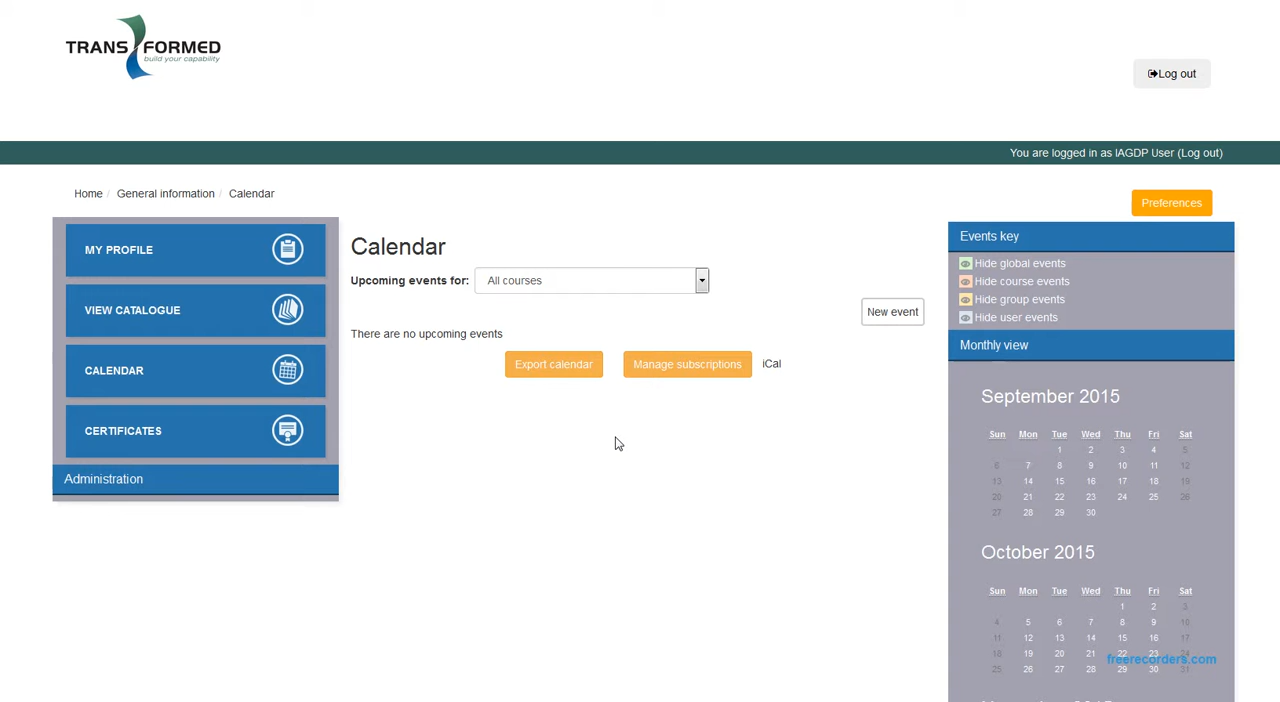 TRANSFORMED
build your capability
Log out
You are logged in as IAGDP User (Log out)
Home / General information / Calendar
Preferences
MY PROFILE
VIEW CATALOGUE
CALENDAR
CERTIFICATES
Administration
Calendar
Upcoming events for: All courses
New event
There are no upcoming events
Export calendar Manage subscriptions iCal
Events key
Hide global events
Hide course events
Hide group events
Hide user events
Monthly view
September 2015
Sun Mon Tue Wed Thu Fri Sat
1 2 3 4 5
6 7 8 9 10 11 12
13 14 15 16 17 18 19
20 21 22 23 24 25 26
27 28 29 30
October 2015
Sun Mon Tue Wed Thu Fri Sat
1 2 3
4 5 6 7 8 9 10
11 12 13 14 15 16 17
18 19 20 21 22 23 24
25 26 27 28 29 30 31
freerecorders.com